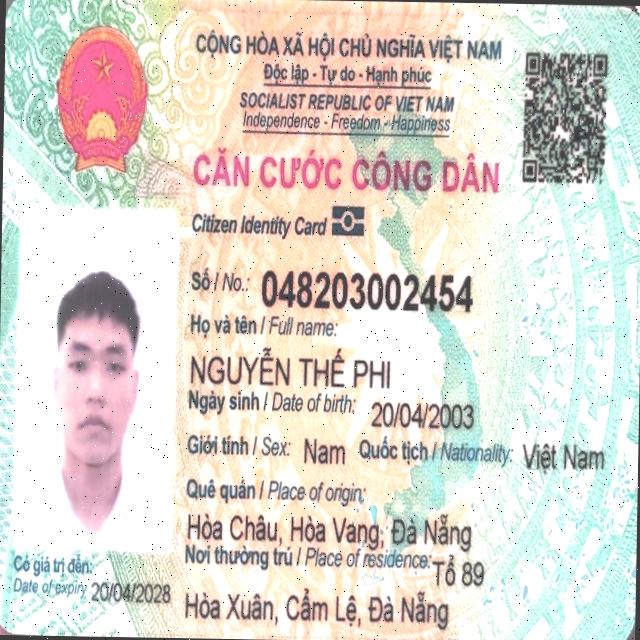 CỘNG HÒA XÃ HỘI CHỦ NGHĨA VIỆT NAM
Độc lập - Tự do - Hạnh phúc
SOCIALIST REPUBLIC OF VIET NAM
Independence - Freedom - Happiness
CĂN CƯỚC CÔNG DÂN
Citizen Identity Card
Số / No.: 048203002454
Họ và tên / Full name:
NGUYỄN THẾ PHI
Ngày sinh / Date of birth: 20/04/2003
Giới tính / Sex: Nam Quốc tịch / Nationality: Việt Nam
Quê quán / Place of origin:
Hòa Châu, Hòa Vang, Đà Nẵng
Nơi thường trú / Place of residence: Tổ 89
Hòa Xuân, Cẩm Lệ, Đà Nẵng
Có giá trị đến:
Date of expiry 20/04/2028